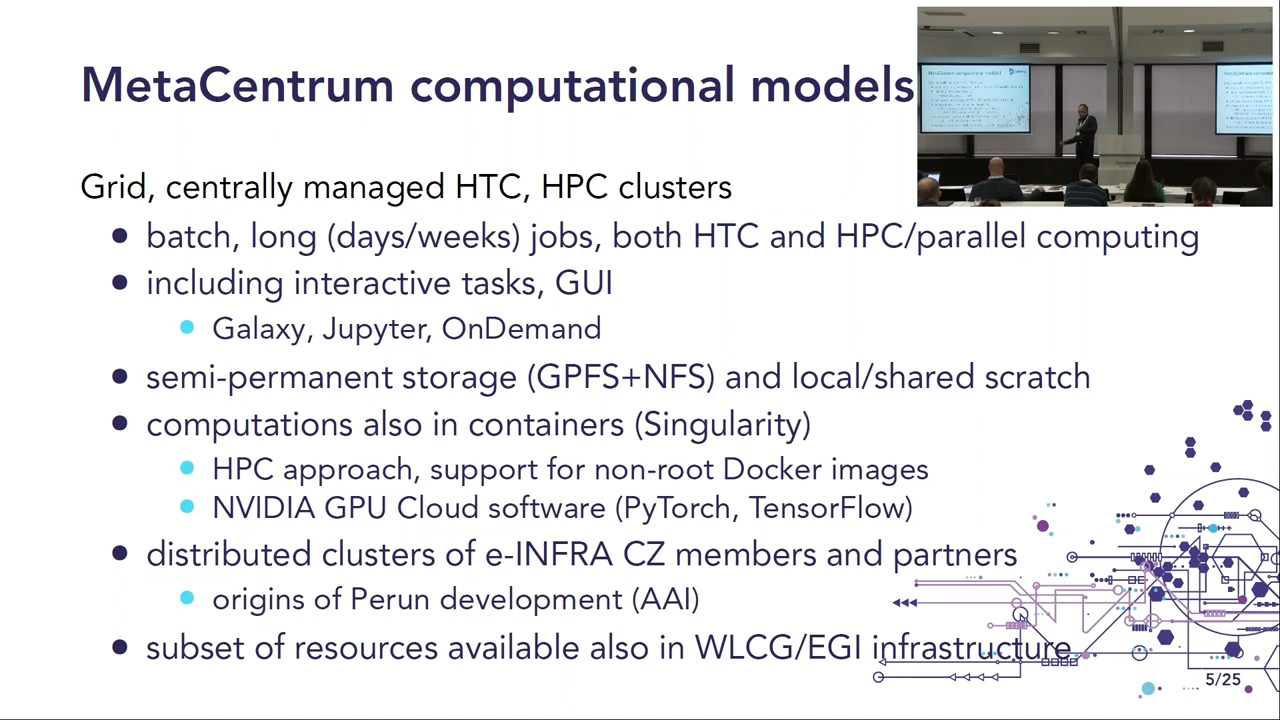 MetaCentrum computational models
Grid, centrally managed HTC, HPC clusters
● batch, long (days/weeks) jobs, both HTC and HPC/parallel computing
● including interactive tasks, GUI
● Galaxy, Jupyter, OnDemand
● semi-permanent storage (GPFS+NFS) and local/shared scratch
● computations also in containers (Singularity)
● HPC approach, support for non-root Docker images
● NVIDIA GPU Cloud software (PyTorch, TensorFlow)
● distributed clusters of e-INFRA CZ members and partners
● origins of Perun development (AAI)
● subset of resources available also in WLCG/EGI infrastructure
5/25